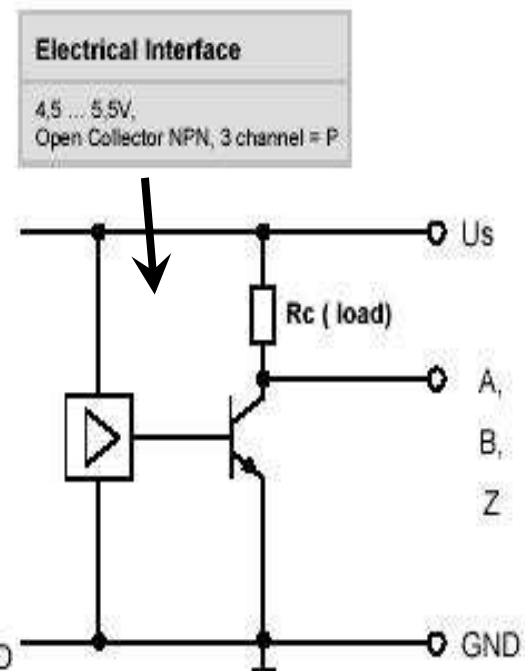 Electrical Interface
4,5 ... 5,5V,
Open Collector NPN, 3 channel = P
Us
Rc ( load)
A,
B,
Z
GND